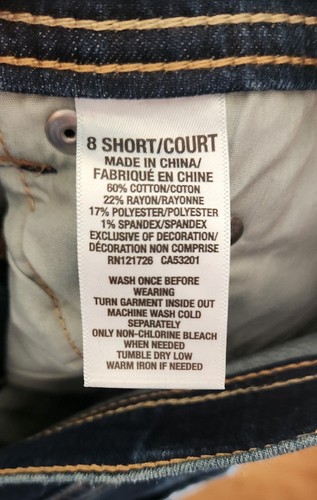 8 SHORT/COURT
MADE IN CHINA/
FABRIQUÉ EN CHINE
60% COTTON/COTON
22% RAYON/RAYONNE
17% POLYESTER/POLYESTER
1% SPANDEX/SPANDEX
EXCLUSIVE OF DECORATION/
DÉCORATION NON COMPRISE
RN121726 CA53201
WASH ONCE BEFORE
WEARING
TURN GARMENT INSIDE OUT
MACHINE WASH COLD
SEPARATELY
ONLY NON-CHLORINE BLEACH
WHEN NEEDED
TUMBLE DRY LOW
WARM IRON IF NEEDED